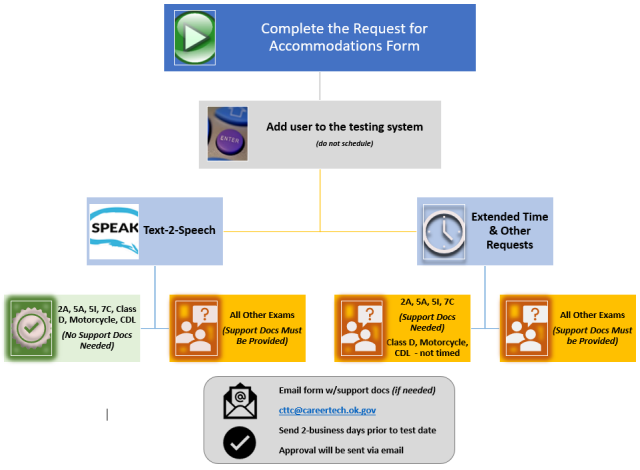 Complete the Request for
Accommodations Form
ENTER
Add user to the testing system
(do not schedule)
SPEAK
Text-2-Speech
Extended Time
& Other
Requests
2A, 5A, 5I, 7C, Class
D, Motorcycle, CDL
(No Support Docs
Needed)
?
All Other Exams
(Support Docs Must
Be Provided)
?
2A, 5A, 5I, 7C
(Support Docs
Needed)
Class D, Motorcycle,
CDL - not timed
?
All Other Exams
(Support Docs Must
Be Provided)
@
Email form w/support docs (if needed)
cttc@careertech.ok.gov
Send 2-business days prior to test date
Approval will be sent via email